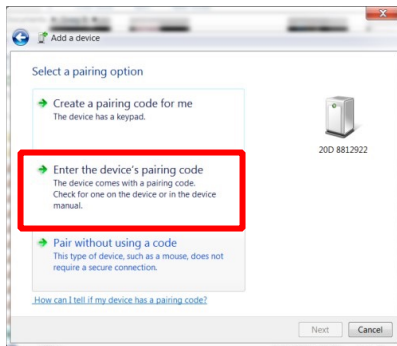 Add a device
Select a pairing option
Create a pairing code for me
The device has a keypad.
20D 8812922
Enter the device's pairing code
The device comes with a pairing code.
Check for one on the device or in the device
manual.
Pair without using a code
This type of device, such as a mouse, does not
require a secure connection.
How can I tell if my device has a pairing code?
Next
Cancel